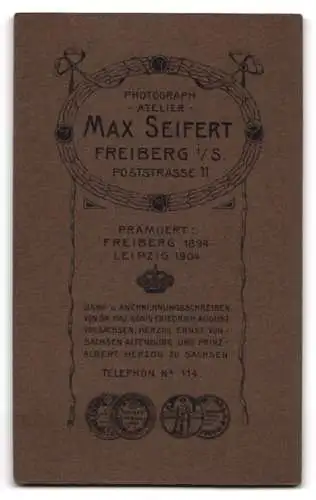 PHOTOGRAPH
- ATELIER -
MAX SEIFERT
FREIBERG i/S.
POSTSTRASSE 11
PRÄMIIERT:
FREIBERG 1894
LEIPZIG 1904
DANK- U. ANERKENNUNGSSCHREIBEN
VON SR. MAJ. KÖNIG FRIEDRICH AUGUST
VON SACHSEN, HERZOG ERNST VON
SACHSEN ALTENBURG UND PRINZ
ALBERT HERZOG ZU SACHSEN
TELEPHON No 114.